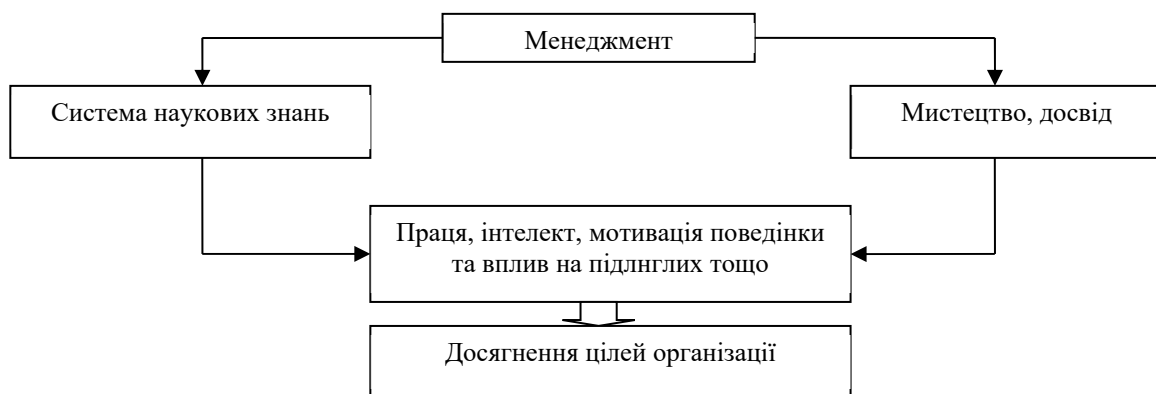 Менеджмент
Система наукових знань
Мистецтво, досвід
Праця, інтелект, мотивація поведінки
та вплив на підлнглих тощо
Досягнення цілей організації